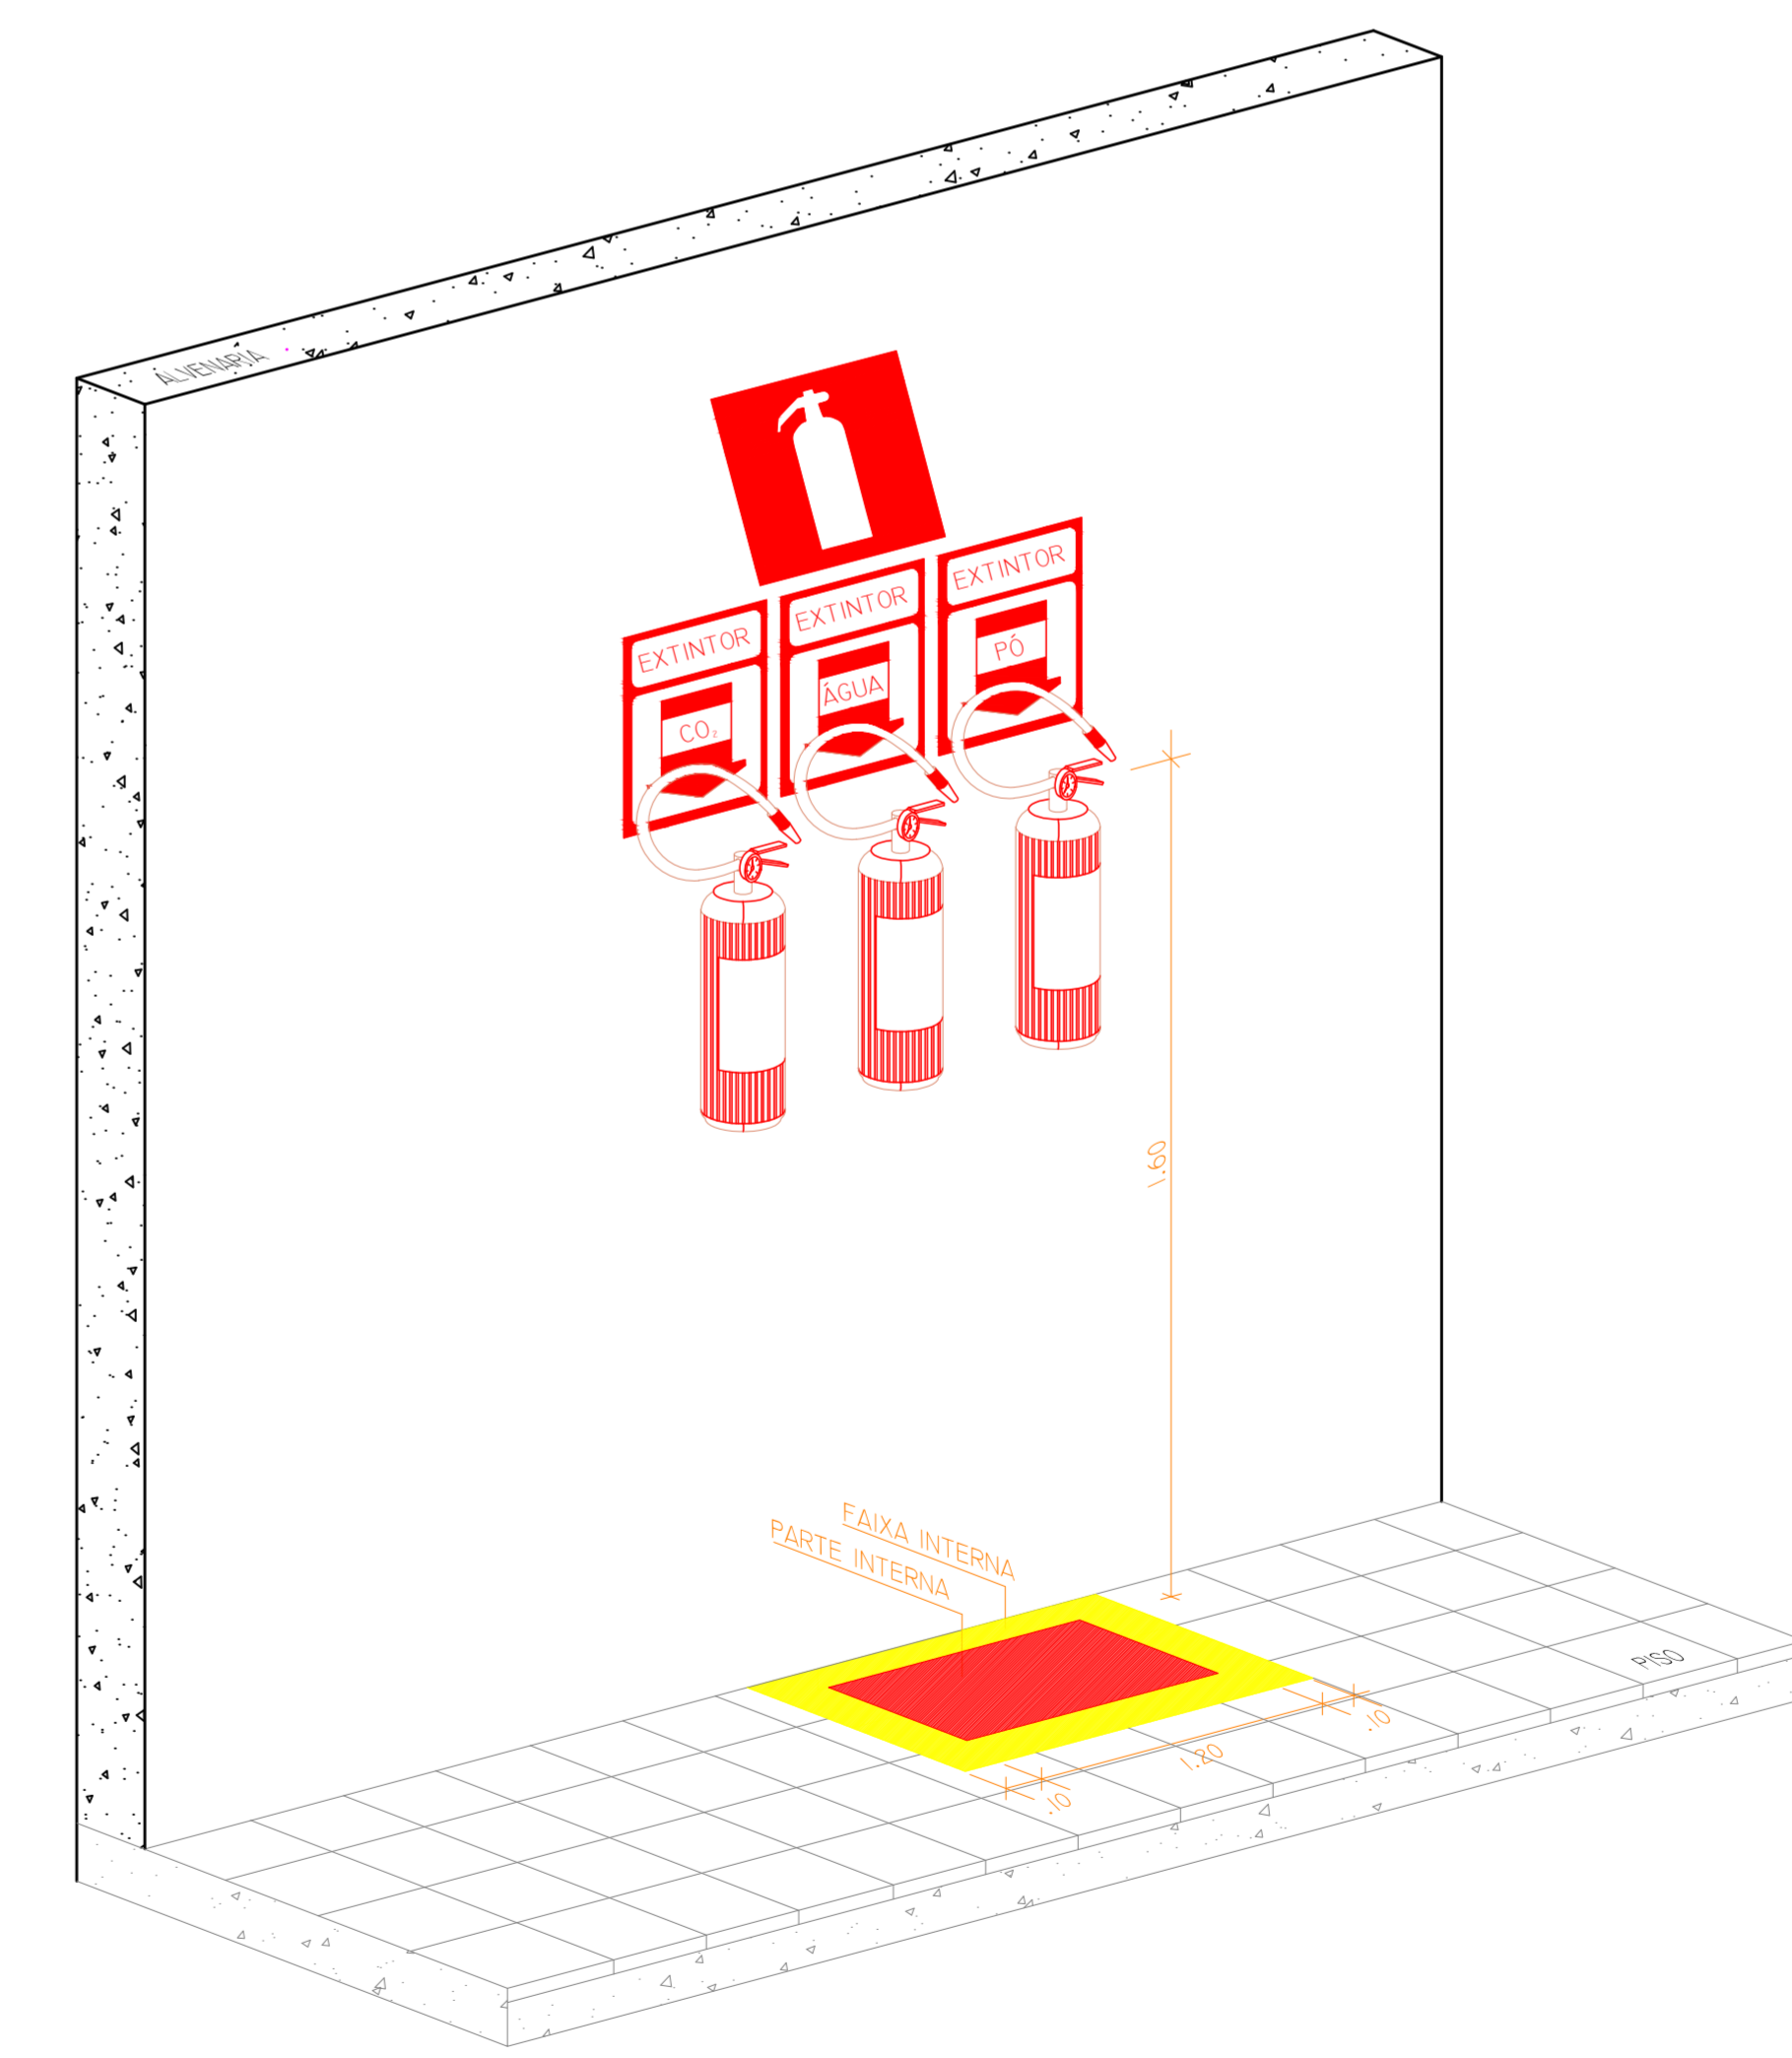 ALVENARIA
EXTINTOR
PÓ
EXTINTOR
ÁGUA
EXTINTOR
CO₂
1.60
FAIXA INTERNA
PARTE INTERNA
PISO
.10
1.20
.10